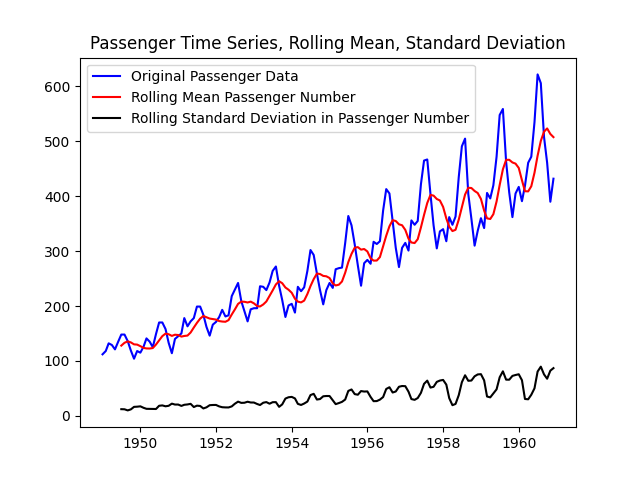 Passenger Time Series, Rolling Mean, Standard Deviation
Original Passenger Data
Rolling Mean Passenger Number
Rolling Standard Deviation in Passenger Number
600
500
400
300
200
100
0
1950 1952 1954 1956 1958 1960